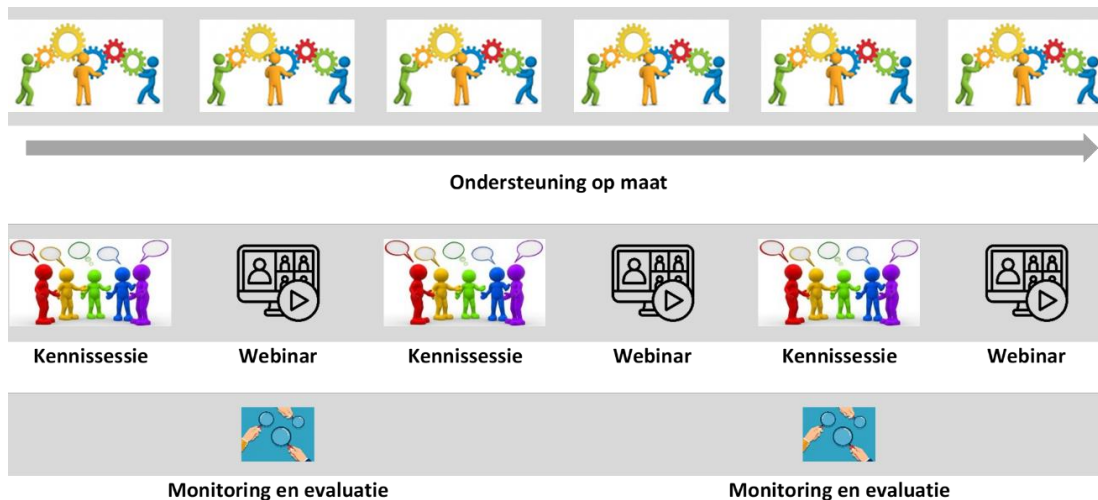 Ondersteuning op maat
Kennissessie Webinar Kennissessie Webinar Kennissessie Webinar
Monitoring en evaluatie Monitoring en evaluatie